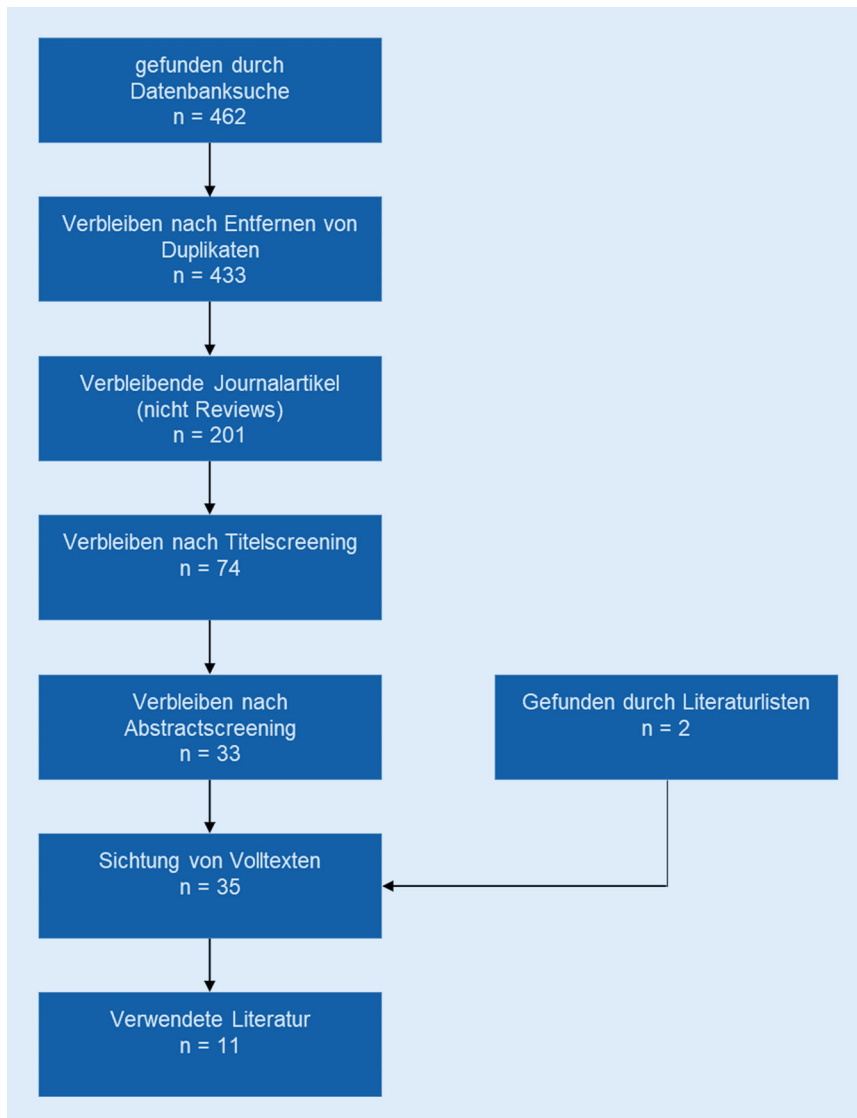 gefunden durch
Datenbanksuche
n = 462
Verbleiben nach Entfernen von
Duplikaten
n = 433
Verbleibende Journalartikel
(nicht Reviews)
n = 201
Verbleiben nach Titelscreening
n = 74
Verbleiben nach
Abstractscreening
n = 33
Gefunden durch Literaturlisten
n = 2
Sichtung von Volltexten
n = 35
Verwendete Literatur
n = 11